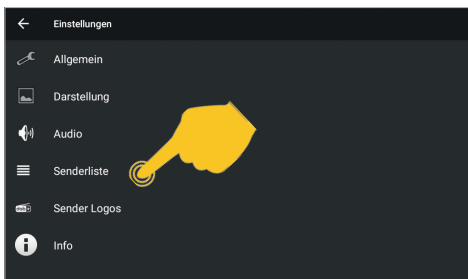 Einstellungen
Allgemein
Darstellung
Audio
Senderliste
Sender Logos
Info